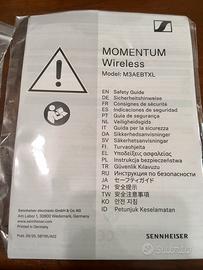 MOMENTUM
Wireless
Model: M3AEBTXL
EN Safety Guide
DE Sicherheitshinweise
FR Consignes de sécurité
ES Indicaciones de seguridad
PT Guia de segurança
NL Veiligheidsgids
IT Guida per la sicurezza
DA Sikkerhedsanvisninger
SV Säkerhetsanvisningar
FI Turvaohjeita
EL Υποδείξεις ασφαλείας
PL Instrukcja bezpieczeństwa
TR Güvenlik Uyarıları
RU Инструкция по безопасности
JA セーフティガイド
ZH 安全提示
TW 安全注意事項
KO 안전 지침
ID Petunjuk Keselamatan
Sennheiser electronic GmbH & Co. KG
Am Labor 1, 30900 Wedemark, Germany
www.sennheiser.com
Printed in Germany
SENNHEISER
subito